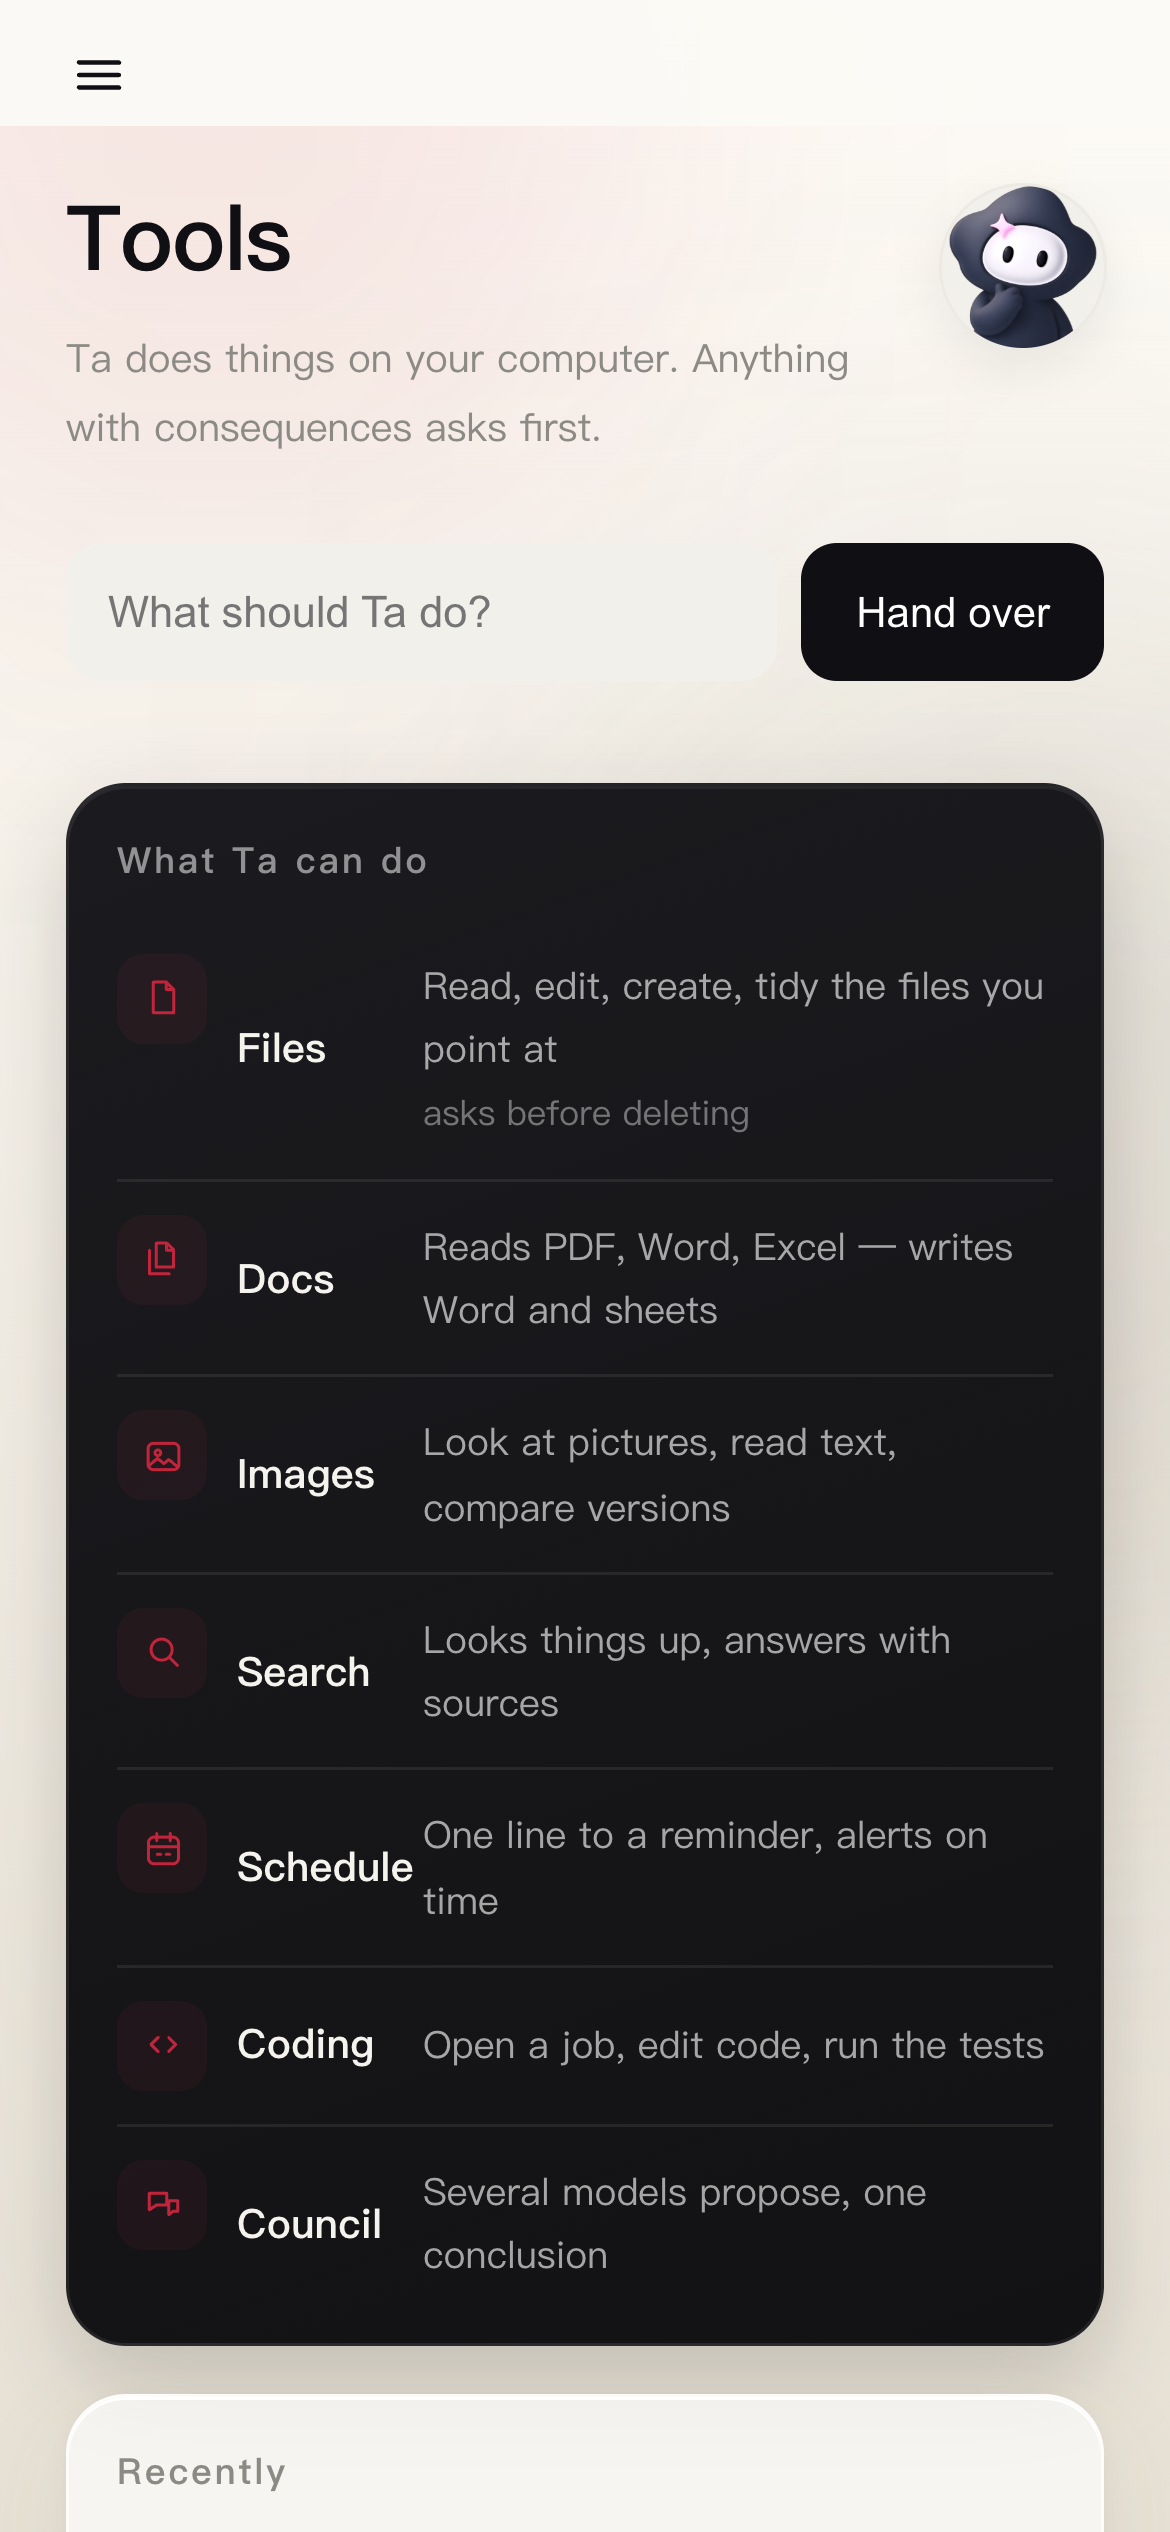 Tools
Ta does things on your computer. Anything
with consequences asks first.
What should Ta do?
Hand over
What Ta can do
Files
Read, edit, create, tidy the files you
point at
asks before deleting
Docs
Reads PDF, Word, Excel — writes
Word and sheets
Images
Look at pictures, read text,
compare versions
Search
Looks things up, answers with
sources
Schedule
One line to a reminder, alerts on
time
Coding
Open a job, edit code, run the tests
Council
Several models propose, one
conclusion
Recently